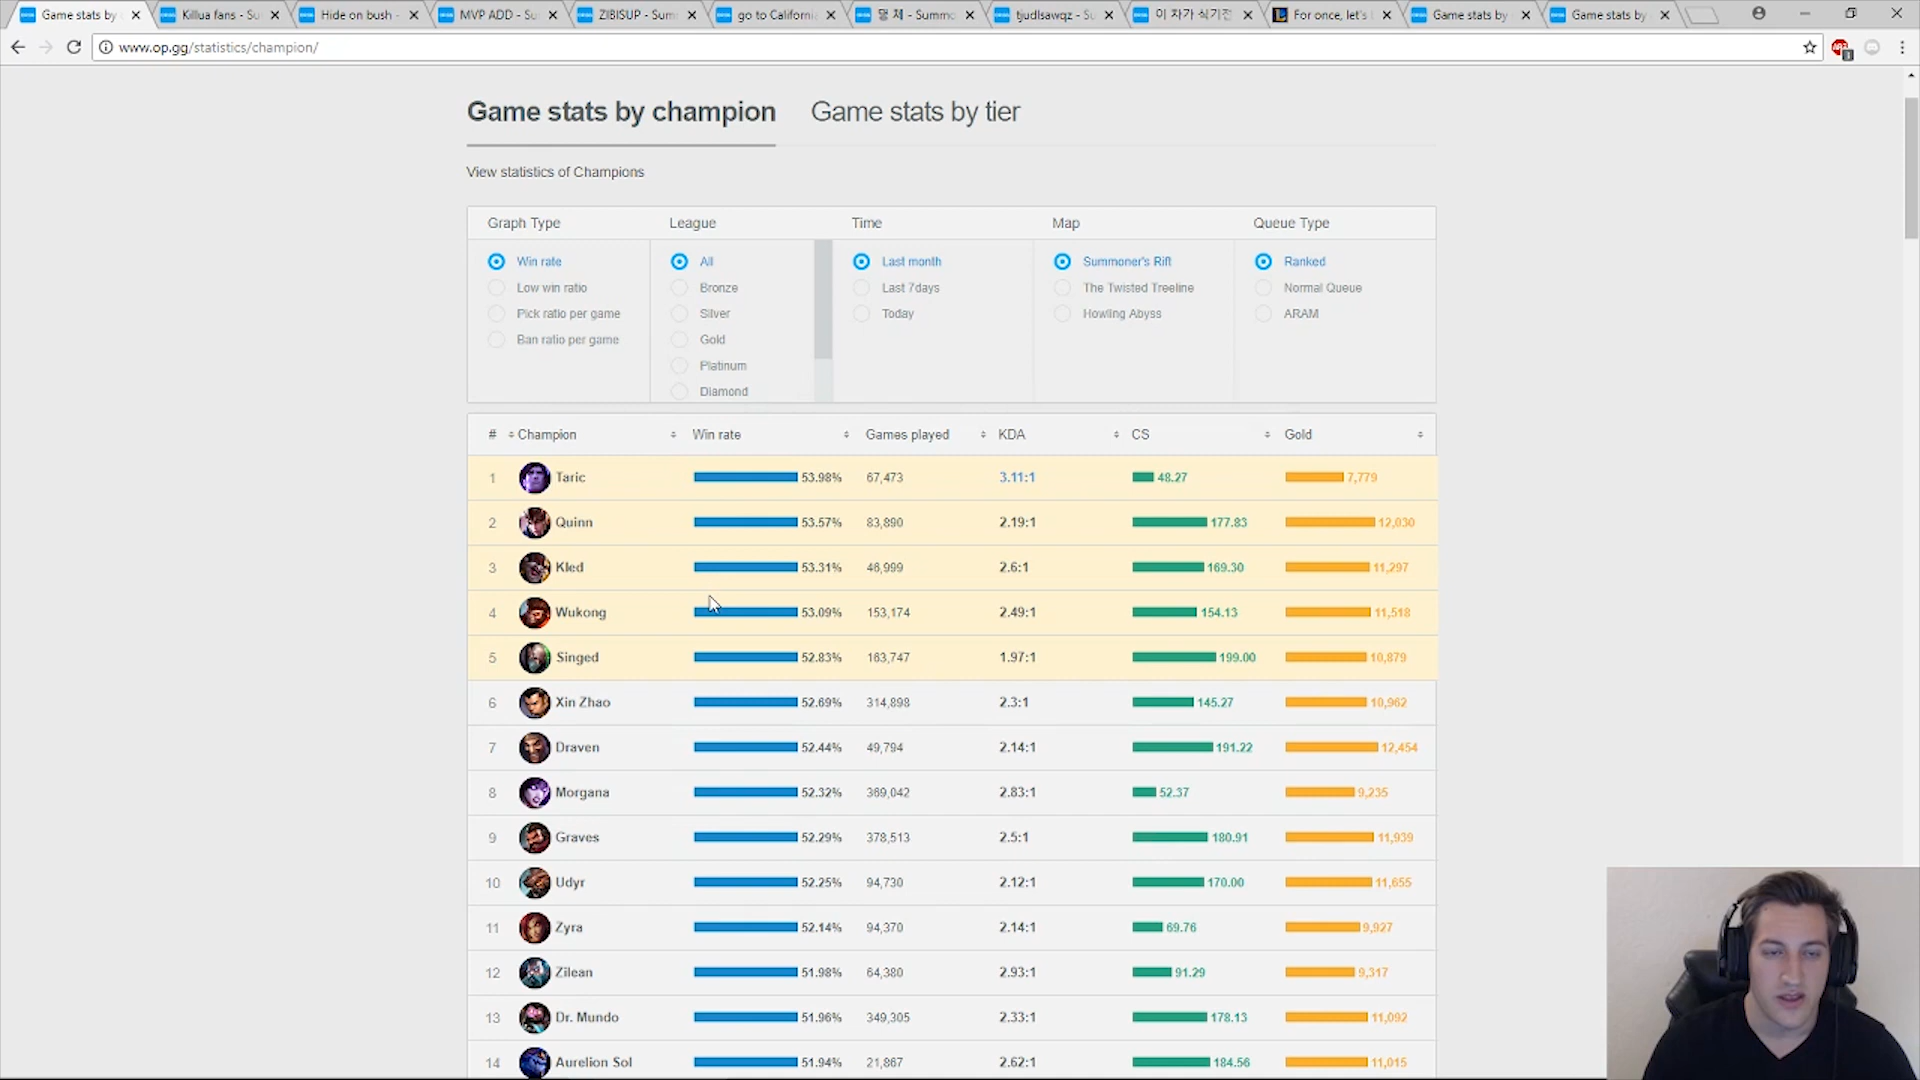 Game stats by
Killua fans - Sum
Hide on bush -
MVP ADD - Su
ZIBISUP - Summ
go to Californi
땡 체 - Summo
tjudlsawqz - Su
이 차가 식기전
For once, let's
Game stats by
Game stats by
www.op.gg/statistics/champion/
Game stats by champion
Game stats by tier
View statistics of Champions
Graph Type League Time Map Queue Type
Win rate All Last month Summoner's Rift Ranked
Low win ratio Bronze Last 7days The Twisted Treeline Normal Queue
Pick ratio per game Silver Today Howling Abyss ARAM
Ban ratio per game Gold
Platinum
Diamond
# Champion Win rate Games played KDA CS Gold
1 Taric 53.98% 67,473 3.11:1 48.27 7,779
2 Quinn 53.57% 83,890 2.19:1 177.83 12,030
3 Kled 53.31% 46,999 2.6:1 169.30 11,297
4 Wukong 53.09% 153,174 2.49:1 154.13 11,518
5 Singed 52.83% 163,747 1.97:1 199.00 10,879
6 Xin Zhao 52.69% 314,898 2.3:1 145.27 10,962
7 Draven 52.44% 49,794 2.14:1 191.22 12,454
8 Morgana 52.32% 369,042 2.83:1 52.37 9,235
9 Graves 52.29% 378,513 2.5:1 180.91 11,939
10 Udyr 52.25% 94,730 2.12:1 170.00 11,655
11 Zyra 52.14% 94,370 2.14:1 69.76 9,927
12 Zilean 51.98% 64,380 2.93:1 91.29 9,317
13 Dr. Mundo 51.96% 349,305 2.33:1 178.13 11,092
14 Aurelion Sol 51.94% 21,867 2.62:1 184.56 11,015